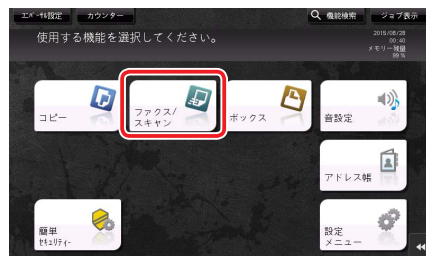 ｴｺﾊﾞｰｻﾙ設定 カウンター 機能検索 ジョブ表示
使用する機能を選択してください。
2015/08/28
00:40
メモリー残量
99 %
コピー
ファクス/
スキャン
ボックス
音設定
アドレス帳
簡単
ｾｷｭﾘﾃｨｰ
設定
メニュー